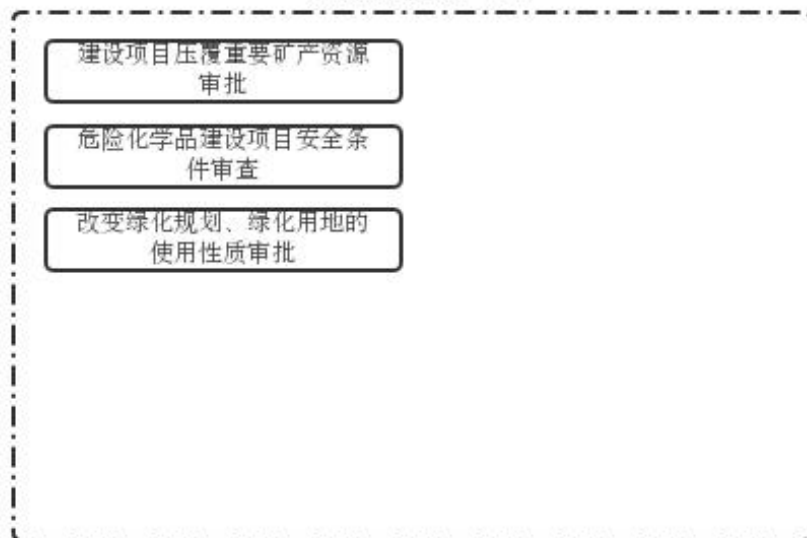 建设项目压覆重要矿产资源
审批
危险化学品建设项目安全条
件审查
改变绿化规划、绿化用地的
使用性质审批